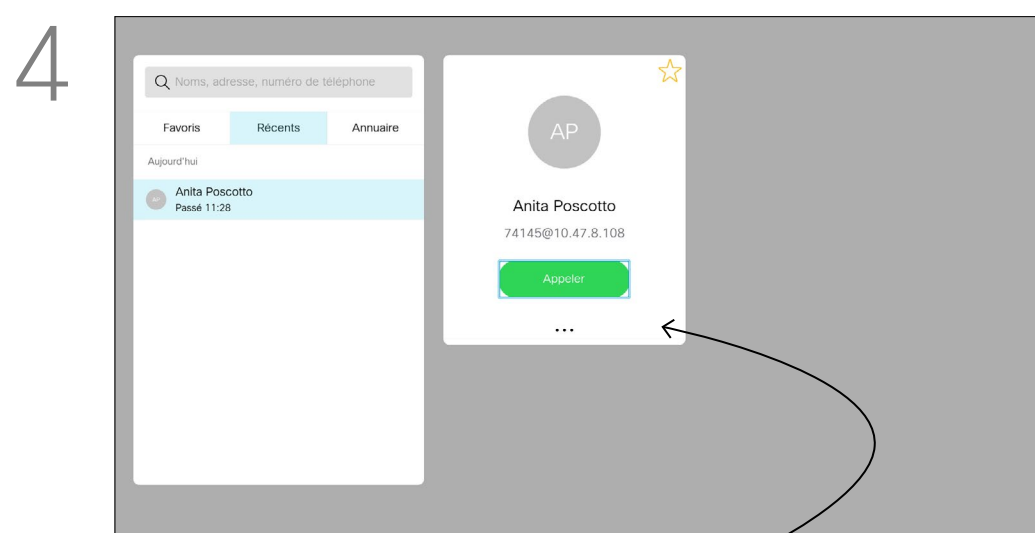 4
Noms, adresse, numéro de téléphone
Favoris Récents Annuaire
Aujourd'hui
AP
Anita Poscotto
Passé 11:28
AP
Anita Poscotto
74145@10.47.8.108
Appeler
...